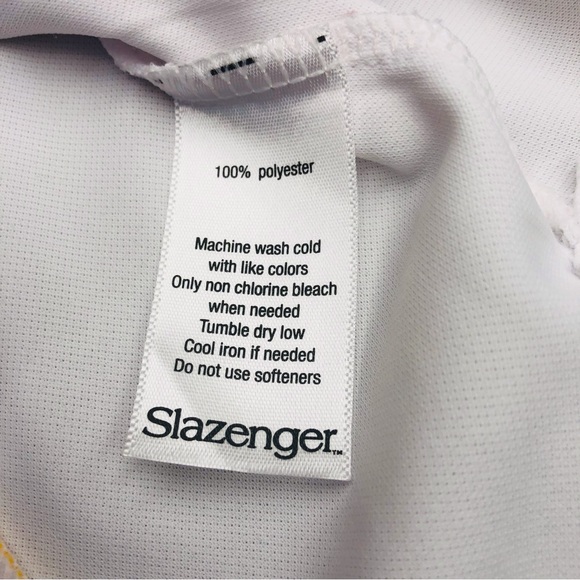 100% polyester
Machine wash cold
with like colors
Only non chlorine bleach
when needed
Tumble dry low
Cool iron if needed
Do not use softeners
Slazenger™